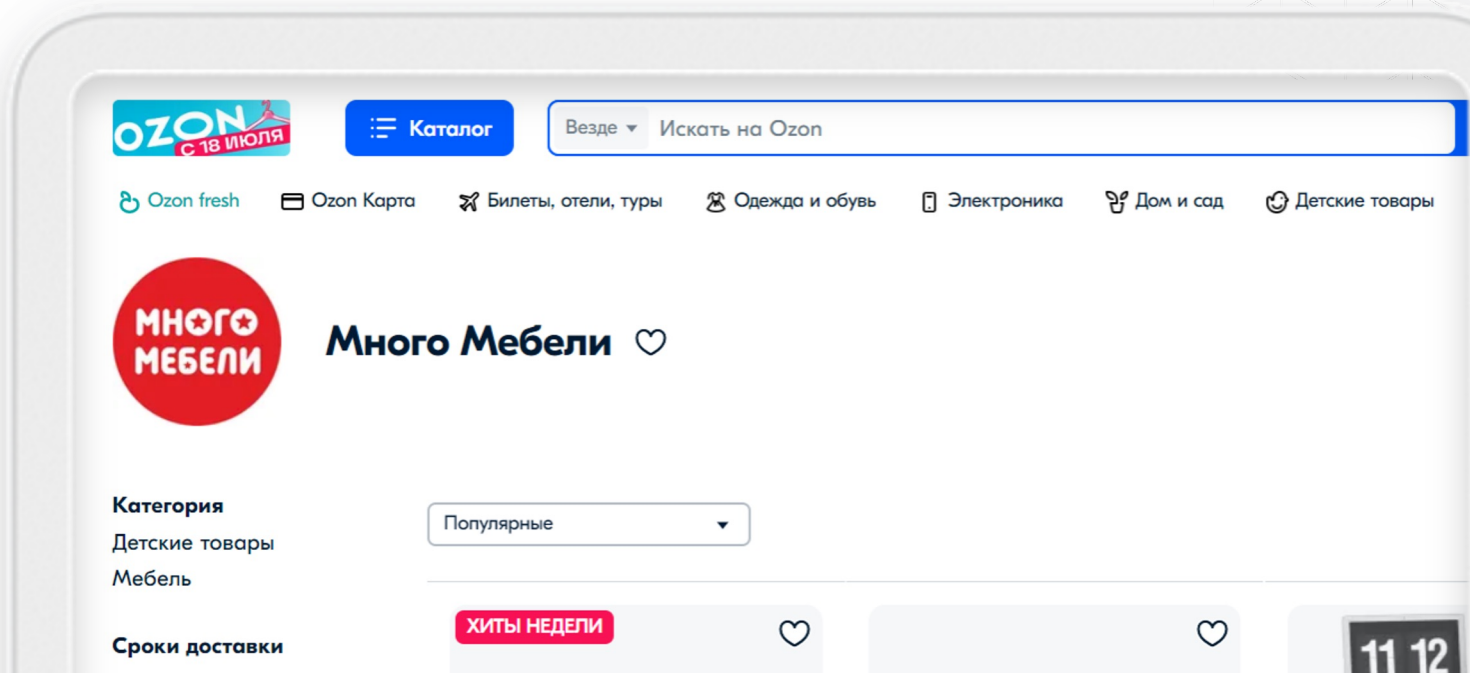 OZON
С 18 ИЮЛЯ
Каталог
Везде
Искать на Ozon
Ozon fresh
Ozon Карта
Билеты, отели, туры
Одежда и обувь
Электроника
Дом и сад
Детские товары
МНОГО
МЕБЕЛИ
Много Мебели
Категория
Детские товары
Мебель
Сроки доставки
Популярные
ХИТЫ НЕДЕЛИ
11 12